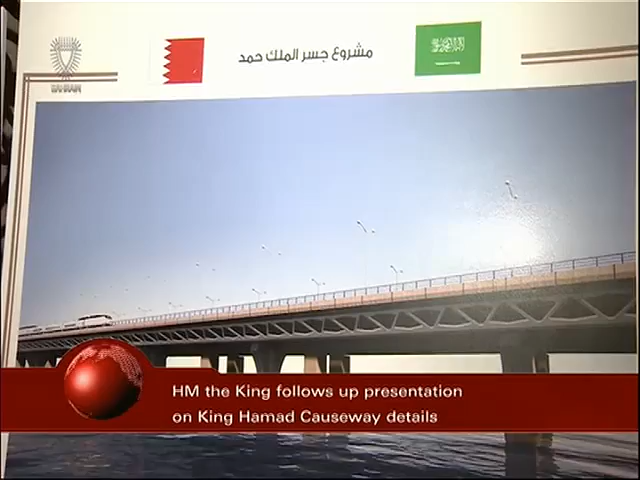 BAHRAIN
مشروع جسر الملك حمد
HM the King follows up presentation
on King Hamad Causeway details